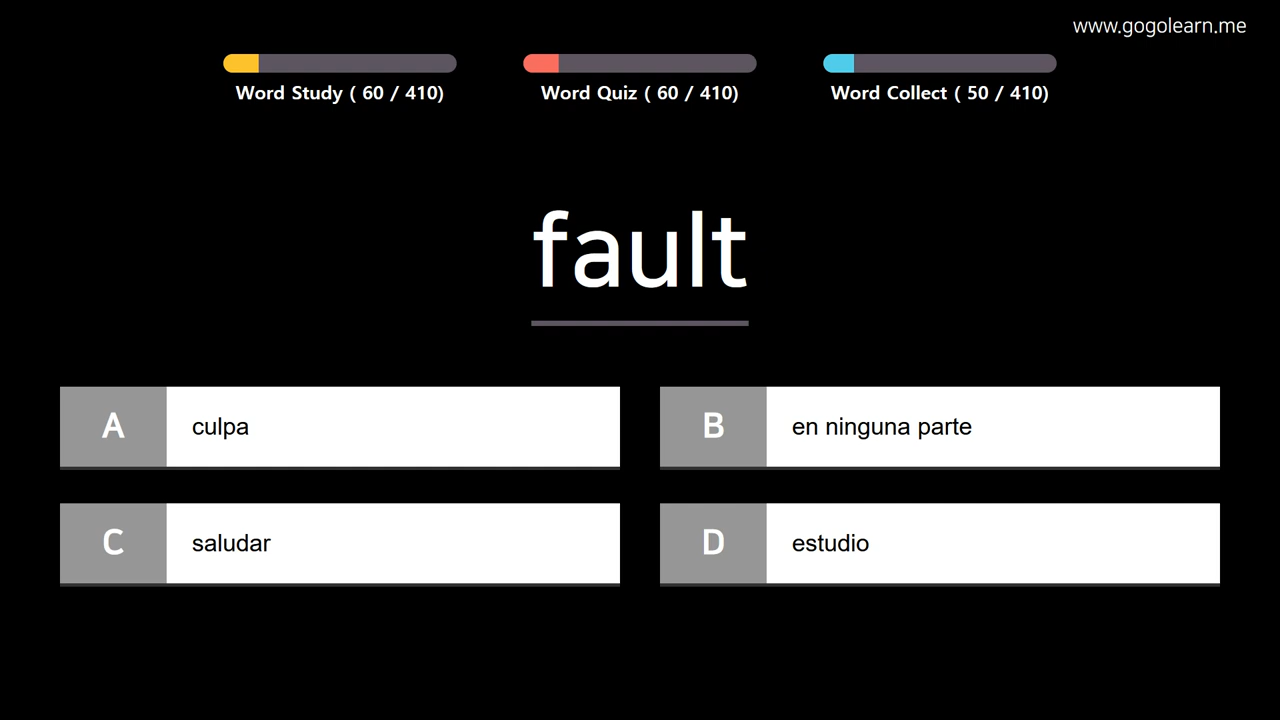 www.gogolearn.me
Word Study ( 60 / 410)
Word Quiz ( 60 / 410)
Word Collect ( 50 / 410)
fault
A culpa
B en ninguna parte
C saludar
D estudio